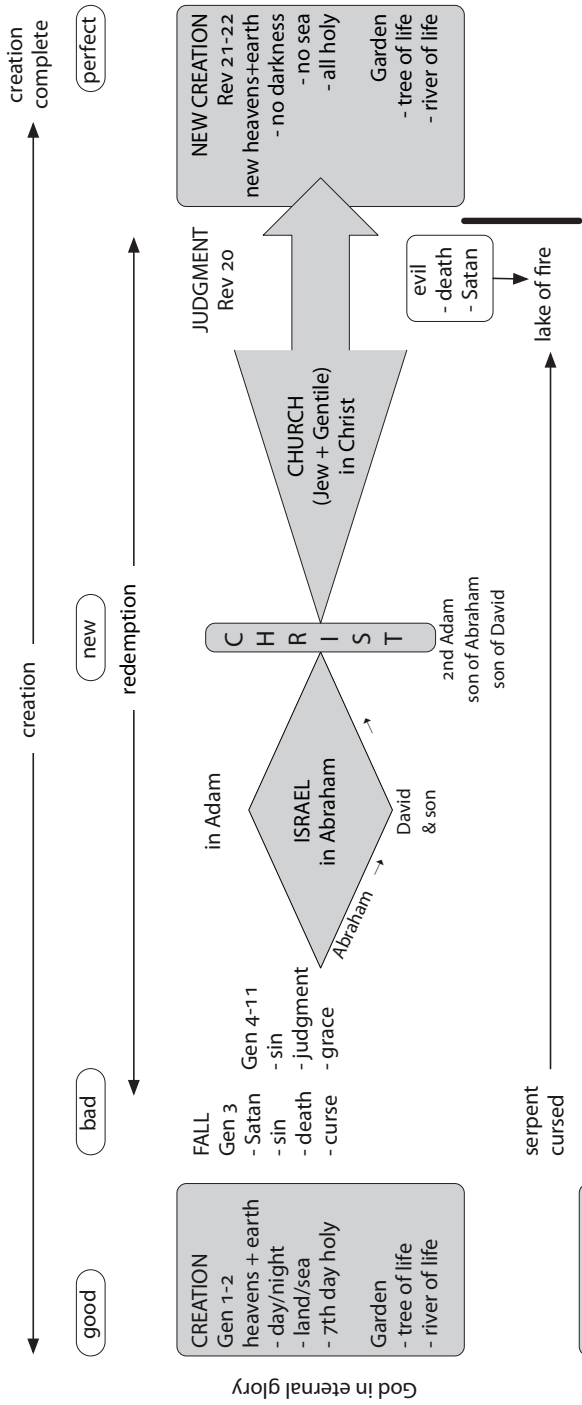 creation
creation
complete
good
bad
new
perfect
redemption
God in eternal glory
CREATION
Gen 1-2
heavens + earth
- day/night
- land/sea
- 7th day holy
Garden
- tree of life
- river of life
FALL
Gen 3
- Satan
- sin
- death
- curse
Gen 4-11
- sin
- judgment
- grace
in Adam
ISRAEL
in Abraham
Abraham →
David
& son
→
CHRIST
2nd Adam
son of Abraham
son of David
CHURCH
(Jew + Gentile)
in Christ
JUDGMENT
Rev 20
NEW CREATION
Rev 21-22
new heavens+earth
- no darkness
- no sea
- all holy
Garden
- tree of life
- river of life
evil
- death
- Satan
serpent
cursed
lake of fire